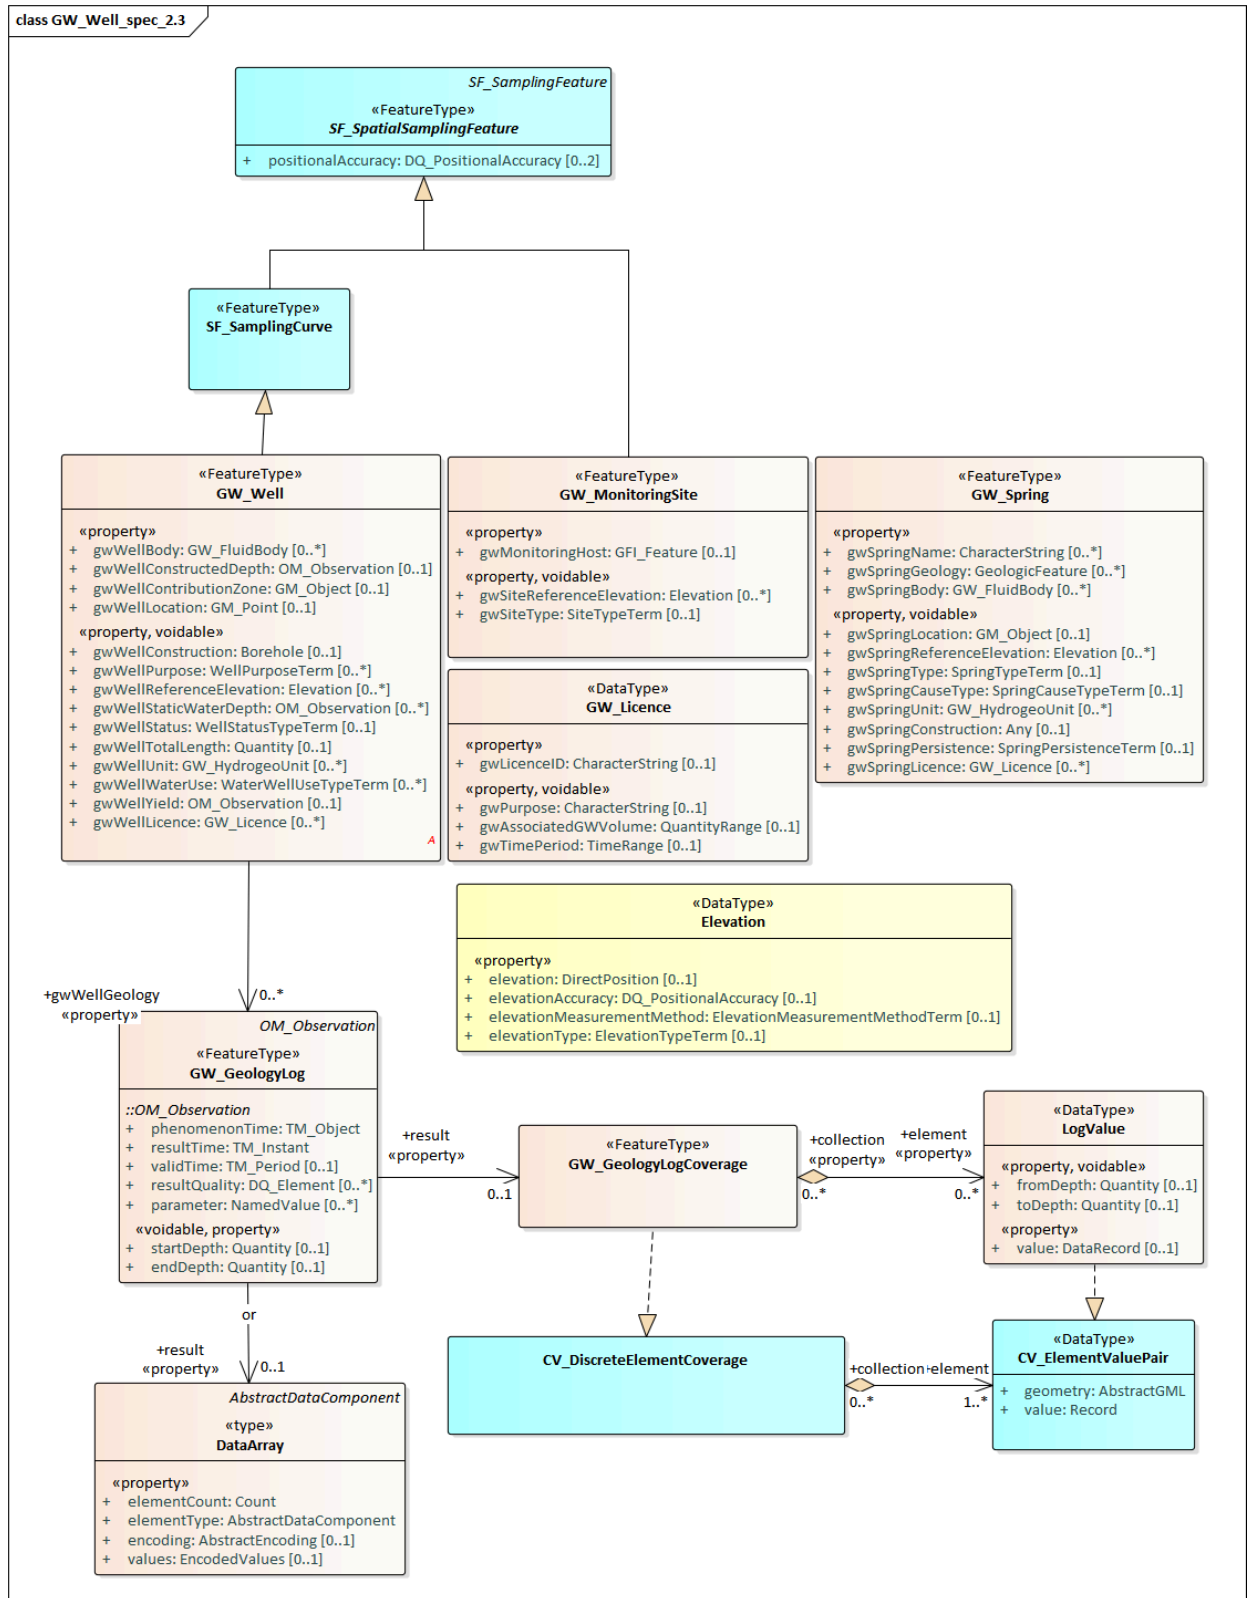 class GW_Well_spec_2.3
SF_SamplingFeature
«FeatureType»
SF_SpatialSamplingFeature
+ positionalAccuracy: DQ_PositionalAccuracy [0..2]
«FeatureType»
SF_SamplingCurve
«FeatureType»
GW_Well
«property»
+ gwWellBody: GW_FluidBody [0..*]
+ gwWellConstructedDepth: OM_Observation [0..1]
+ gwWellContributionZone: GM_Object [0..1]
+ gwWellLocation: GM_Point [0..1]
«property, voidable»
+ gwWellConstruction: Borehole [0..1]
+ gwWellPurpose: WellPurposeTerm [0..*]
+ gwWellReferenceElevation: Elevation [0..*]
+ gwWellStaticWaterDepth: OM_Observation [0..*]
+ gwWellStatus: WellStatusTypeTerm [0..1]
+ gwWellTotalLength: Quantity [0..1]
+ gwWellUnit: GW_HydrogeoUnit [0..*]
+ gwWellWaterUse: WaterWellUseTypeTerm [0..*]
+ gwWellYield: OM_Observation [0..1]
+ gwWellLicence: GW_Licence [0..*]
A
«FeatureType»
GW_MonitoringSite
«property»
+ gwMonitoringHost: GFI_Feature [0..1]
«property, voidable»
+ gwSiteReferenceElevation: Elevation [0..*]
+ gwSiteType: SiteTypeTerm [0..1]
«FeatureType»
GW_Spring
«property»
+ gwSpringName: CharacterString [0..*]
+ gwSpringGeology: GeologicFeature [0..*]
+ gwSpringBody: GW_FluidBody [0..*]
«property, voidable»
+ gwSpringLocation: GM_Object [0..1]
+ gwSpringReferenceElevation: Elevation [0..*]
+ gwSpringType: SpringTypeTerm [0..1]
+ gwSpringCauseType: SpringCauseTypeTerm [0..1]
+ gwSpringUnit: GW_HydrogeoUnit [0..*]
+ gwSpringConstruction: Any [0..1]
+ gwSpringPersistence: SpringPersistenceTerm [0..1]
+ gwSpringLicence: GW_Licence [0..*]
«DataType»
GW_Licence
«property»
+ gwLicenceID: CharacterString [0..1]
«property, voidable»
+ gwPurpose: CharacterString [0..1]
+ gwAssociatedGWVolume: QuantityRange [0..1]
+ gwTimePeriod: TimeRange [0..1]
«DataType»
Elevation
«property»
+ elevation: DirectPosition [0..1]
+ elevationAccuracy: DQ_PositionalAccuracy [0..1]
+ elevationMeasurementMethod: ElevationMeasurementMethodTerm [0..1]
+ elevationType: ElevationTypeTerm [0..1]
+gwWellGeology
«property»
0..*
OM_Observation
«FeatureType»
GW_GeologyLog
::OM_Observation
+ phenomenonTime: TM_Object
+ resultTime: TM_Instant
+ validTime: TM_Period [0..1]
+ resultQuality: DQ_Element [0..*]
+ parameter: NamedValue [0..*]
«voidable, property»
+ startDepth: Quantity [0..1]
+ endDepth: Quantity [0..1]
+result
«property»
0..1
«FeatureType»
GW_GeologyLogCoverage
+collection
«property»
0..*
+element
«property»
0..*
«DataType»
LogValue
«property, voidable»
+ fromDepth: Quantity [0..1]
+ toDepth: Quantity [0..1]
«property»
+ value: DataRecord [0..1]
or
+result
«property»
0..1
AbstractDataComponent
«type»
DataArray
«property»
+ elementCount: Count
+ elementType: AbstractDataComponent
+ encoding: AbstractEncoding [0..1]
+ values: EncodedValues [0..1]
CV_DiscreteElementCoverage
+collection
0..*
+element
1..*
«DataType»
CV_ElementValuePair
+ geometry: AbstractGML
+ value: Record